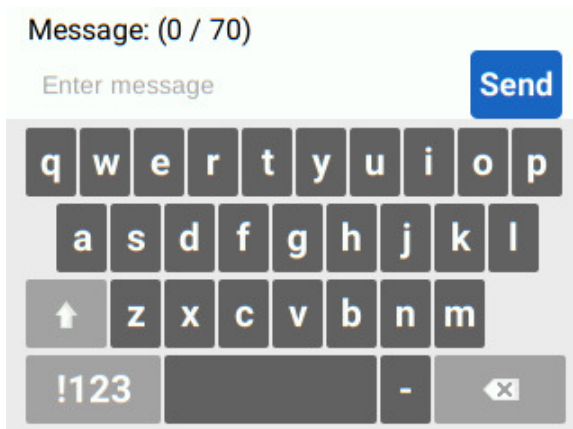 Message: (0 / 70)
Enter message Send
q w e r t y u i o p
a s d f g h j k l
z x c v b n m
!123 -